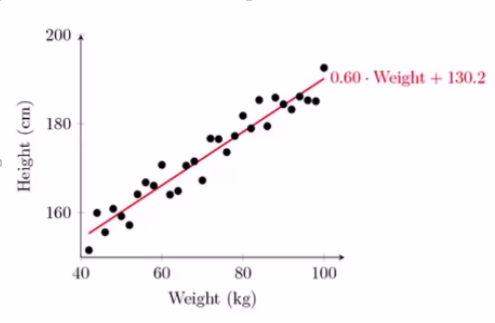 200
180
160
40 60 80 100
Height (cm)
Weight (kg)
0.60 · Weight + 130.2